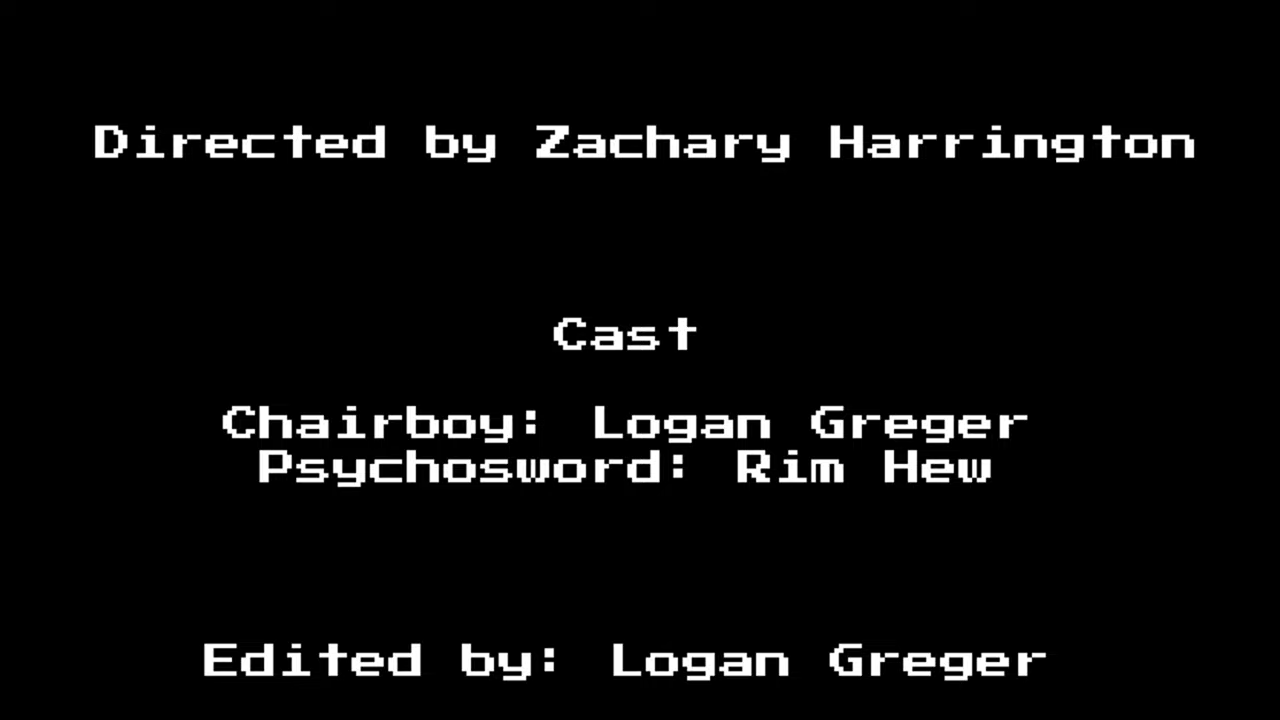 Directed by Zachary Harrington
Cast
Chairboy: Logan Greger
Psychosword: Rim Hew
Edited by: Logan Greger